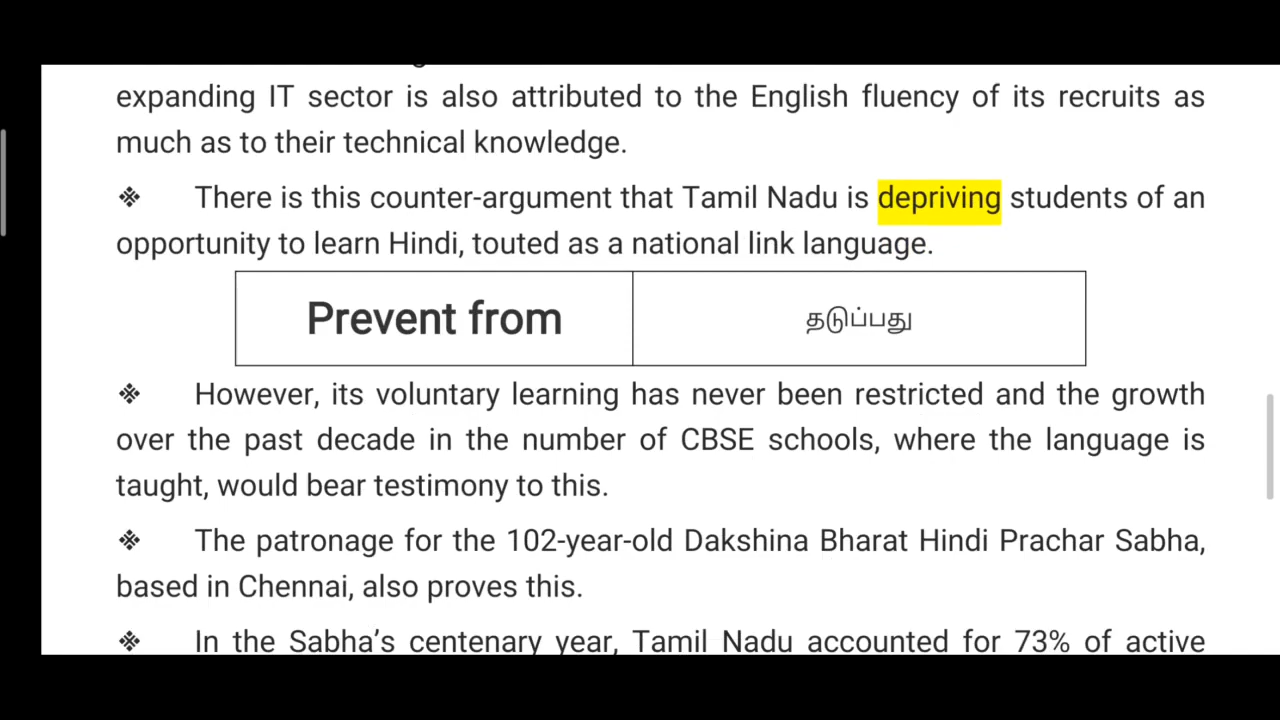 expanding IT sector is also attributed to the English fluency of its recruits as
much as to their technical knowledge.
❖ There is this counter-argument that Tamil Nadu is depriving students of an
opportunity to learn Hindi, touted as a national link language.
Prevent from தடுப்பது
❖ However, its voluntary learning has never been restricted and the growth
over the past decade in the number of CBSE schools, where the language is
taught, would bear testimony to this.
❖ The patronage for the 102-year-old Dakshina Bharat Hindi Prachar Sabha,
based in Chennai, also proves this.
❖ In the Sabha’s centenary year, Tamil Nadu accounted for 73% of active